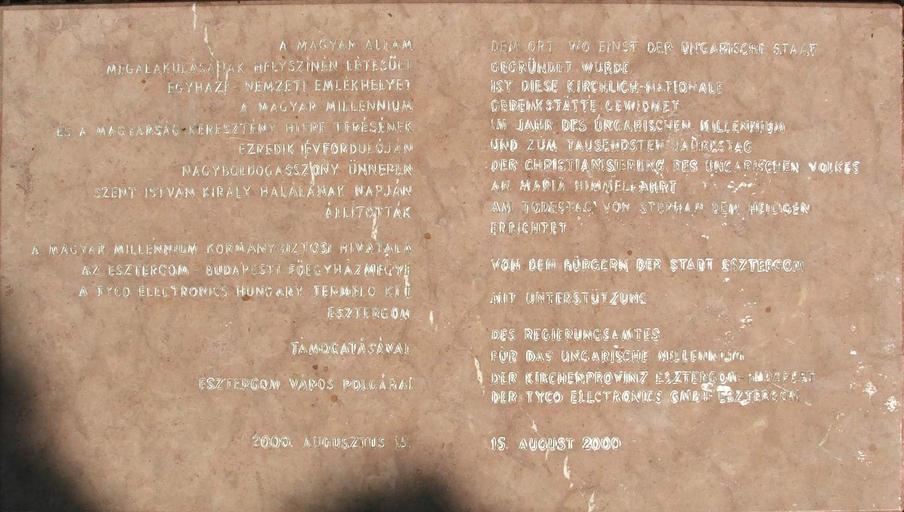 A MAGYAR ÁLLAM
MEGALAKULÁSÁNAK HELYSZÍNÉN LÉTESÜLT
EGYHÁZI - NEMZETI EMLÉKHELYET
A MAGYAR MILLENNIUM
ÉS A MAGYARSÁG KERESZTÉNY HITRE TÉRÉSÉNEK
EZREDIK ÉVFORDULÓJÁN
NAGYBOLDOGASSZONY ÜNNEPÉN
SZENT ISTVÁN KIRÁLY HALÁLÁNAK NAPJÁN
ÁLLÍTOTTÁK
A MAGYAR MILLENNIUM KORMÁNYBIZTOSI HIVATALA
AZ ESZTERGOM - BUDAPESTI FŐEGYHÁZMEGYE
A TYCO ELECTRONICS HUNGARY TERMELŐ KFT
ESZTERGOM
TÁMOGATÁSÁVAL
ESZTERGOM VÁROS POLGÁRAI
2000. AUGUSZTUS 15.
DEM ORT, WO EINST DER UNGARISCHE STAAT
GEGRÜNDET WURDE
IST DIESE KIRCHLICH-NATIONALE
GEDENKSTÄTTE GEWIDMET
IM JAHR DES UNGARISCHEN MILLENNIUM
UND ZUM TAUSENDSTEN JAHRESTAG
DER CHRISTIANISIERUNG DES UNGARISCHEN VOLKES
AN MARIA HIMMELFAHRT
AM TODESTAG VON STEPHAN DEM HEILIGEN
ERRICHTET
VON DEN BÜRGERN DER STADT ESZTERGOM
MIT UNTERSTÜTZUNG
DES REGIERUNGSAMTES
FÜR DAS UNGARISCHE MILLENNIUM
DER KIRCHENPROVINZ ESZTERGOM- BUDAPEST
DER TYCO ELECTRONICS GMBH ESZTERGOM
15. AUGUST 2000